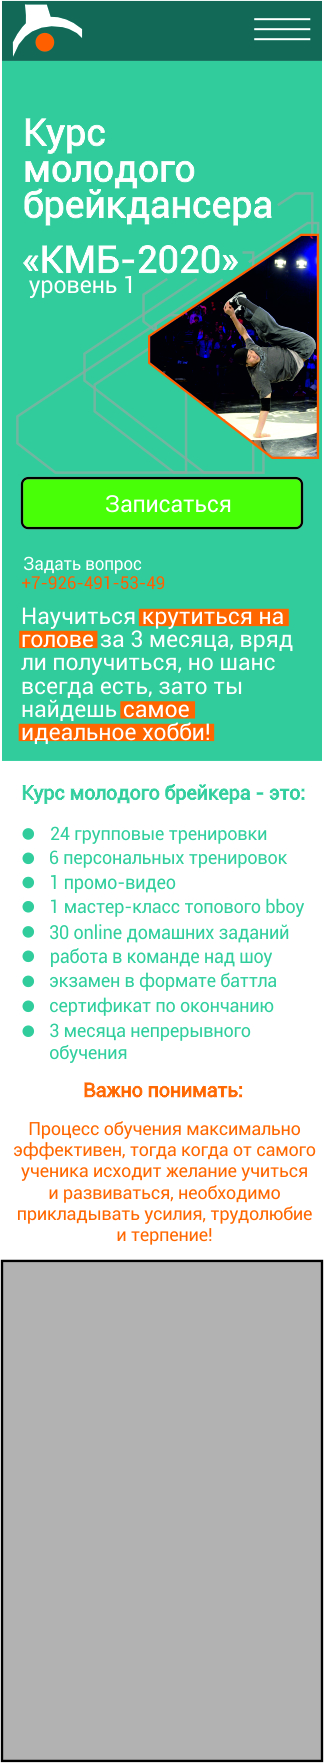 Курс
молодого
брейкдансера
«КМБ-2020»
уровень 1
Записаться
Задать вопрос
+7-926-491-53-49
Научиться крутиться на
голове за 3 месяца, вряд
ли получиться, но шанс
всегда есть, зато ты
найдешь самое
идеальное хобби!
Курс молодого брейкера - это:
24 групповые тренировки
6 персональных тренировок
1 промо-видео
1 мастер-класс топового bboy
30 online домашних заданий
работа в команде над шоу
экзамен в формате баттла
сертификат по окончанию
3 месяца непрерывного
обучения
Важно понимать:
Процесс обучения максимально
эффективен, тогда когда от самого
ученика исходит желание учиться
и развиваться, необходимо
прикладывать усилия, трудолюбие
и терпение!